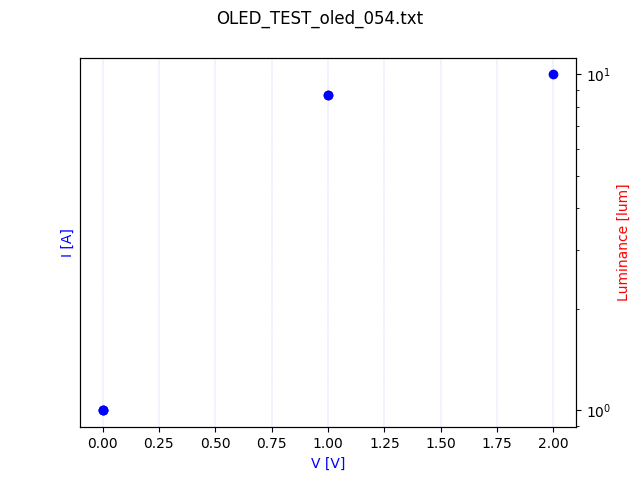 OLED_TEST_oled_054.txt
10¹
I [A]
Luminance [lum]
10⁰
0.00 0.25 0.50 0.75 1.00 1.25 1.50 1.75 2.00
V [V]